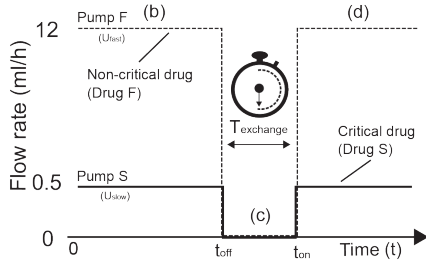 (b)
(d)
Pump F
12
(Ufast)
Non-critical drug
(Drug F)
Flow rate (ml/h)
Texchange
Critical drug
(Drug S)
0.5
Pump S
(Uslow)
(c)
0
0
toff
ton
Time (t)